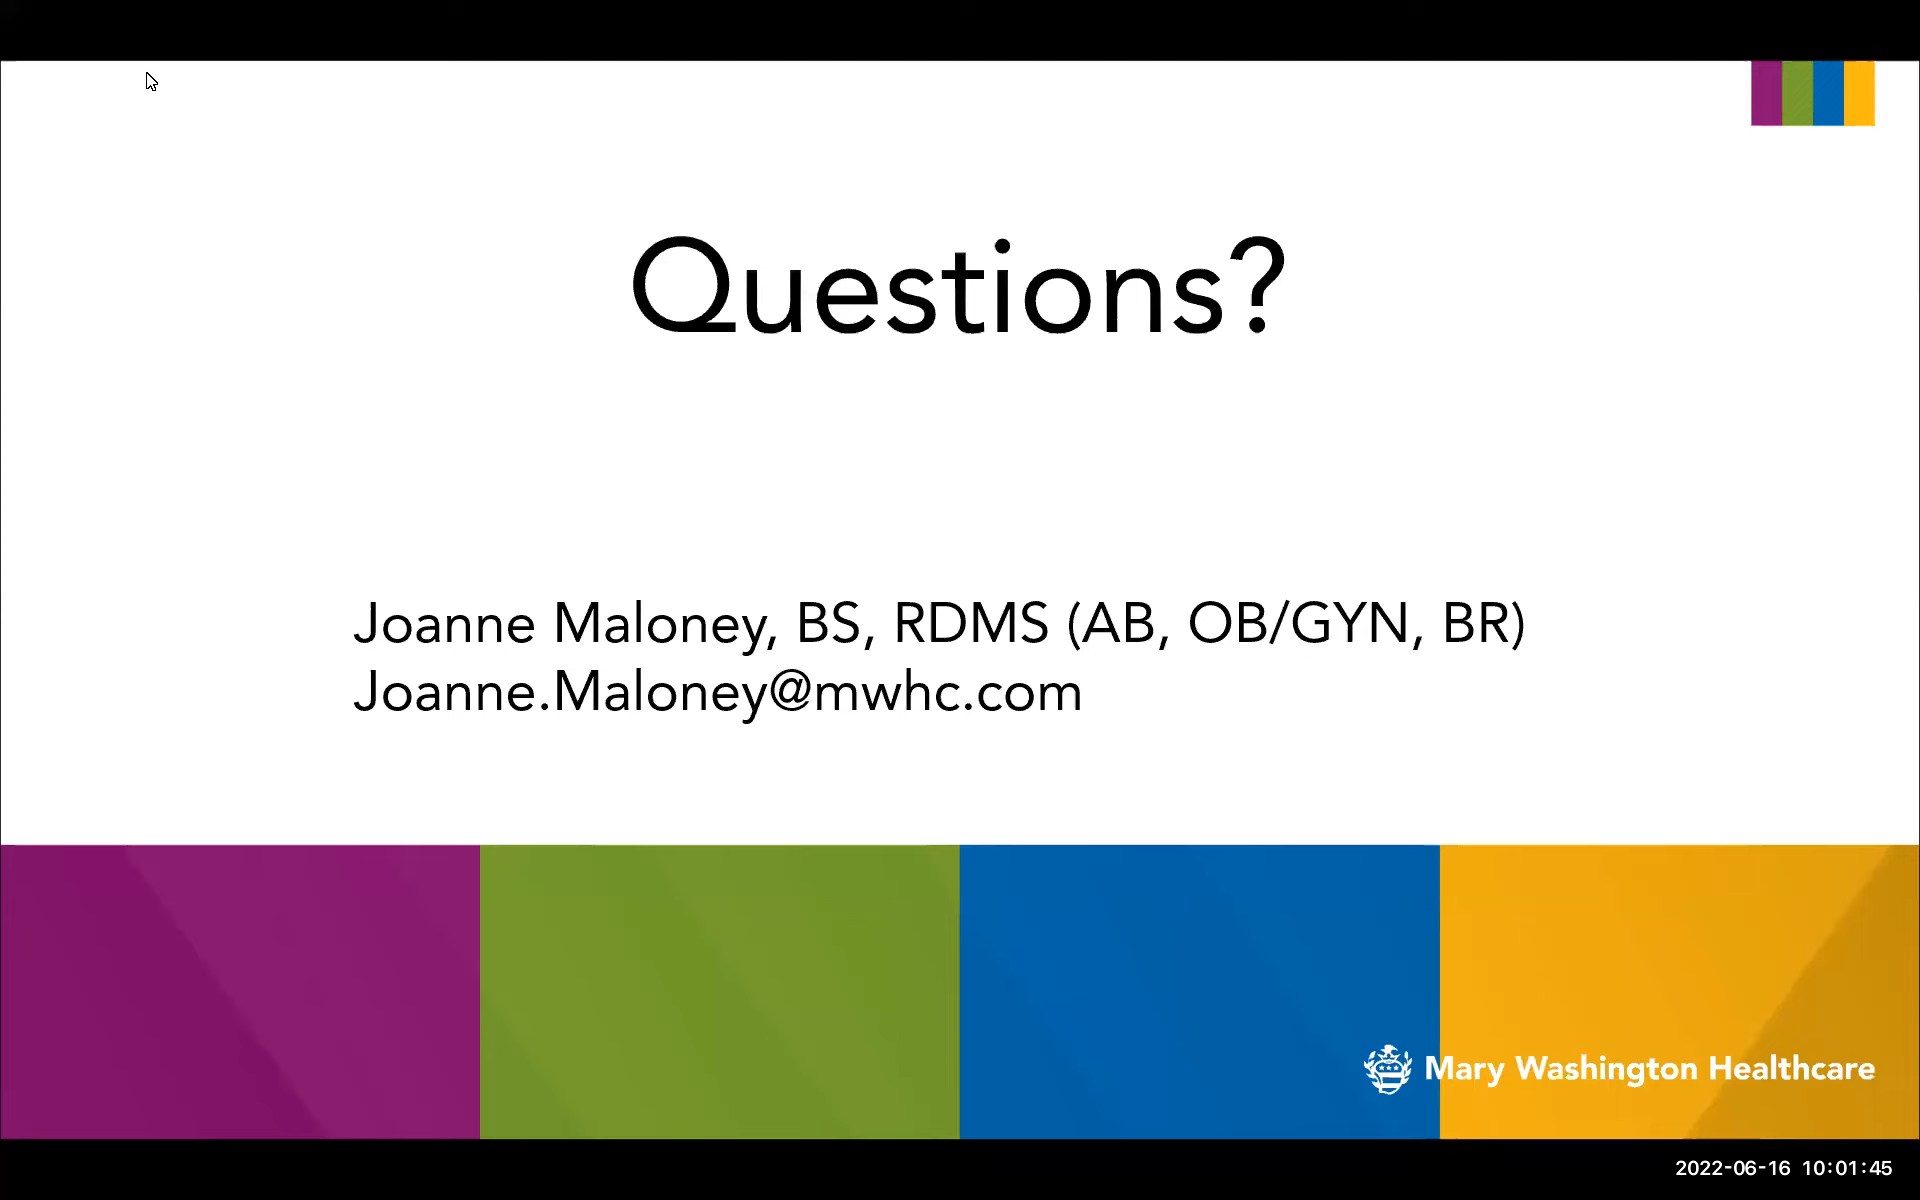 Questions?
Joanne Maloney, BS, RDMS (AB, OB/GYN, BR)
Joanne.Maloney@mwhc.com
Mary Washington Healthcare
2022-06-16 10:01:45